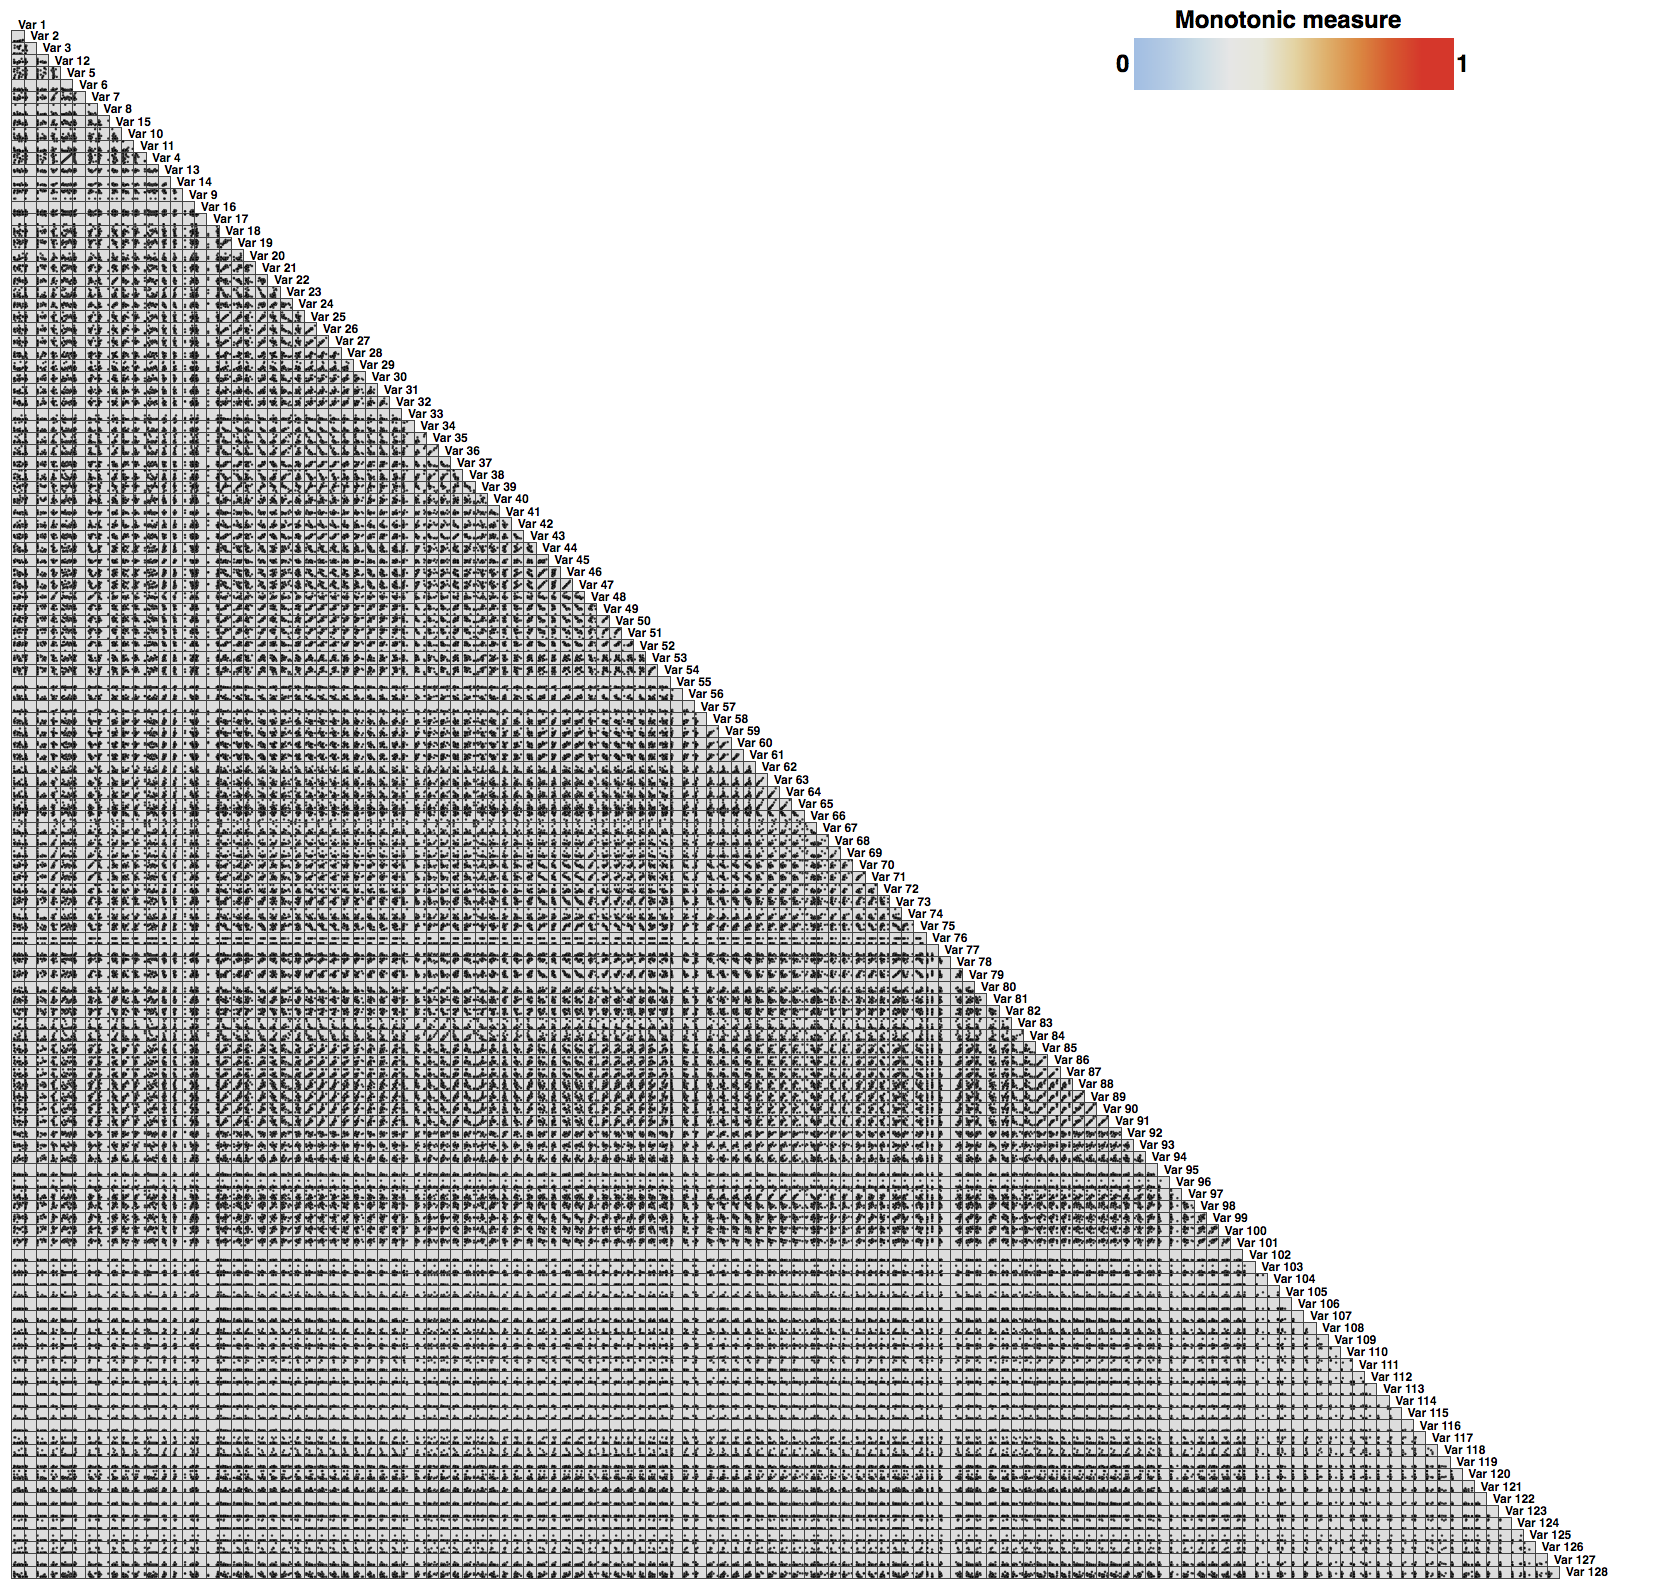 Monotonic measure
0 1
Var 1
Var 2
Var 3
Var 12
Var 5
Var 6
Var 7
Var 8
Var 15
Var 10
Var 11
Var 4
Var 13
Var 14
Var 9
Var 16
Var 17
Var 18
Var 19
Var 20
Var 21
Var 22
Var 23
Var 24
Var 25
Var 26
Var 27
Var 28
Var 29
Var 30
Var 31
Var 32
Var 33
Var 34
Var 35
Var 36
Var 37
Var 38
Var 39
Var 40
Var 41
Var 42
Var 43
Var 44
Var 45
Var 46
Var 47
Var 48
Var 49
Var 50
Var 51
Var 52
Var 53
Var 54
Var 55
Var 56
Var 57
Var 58
Var 59
Var 60
Var 61
Var 62
Var 63
Var 64
Var 65
Var 66
Var 67
Var 68
Var 69
Var 70
Var 71
Var 72
Var 73
Var 74
Var 75
Var 76
Var 77
Var 78
Var 79
Var 80
Var 81
Var 82
Var 83
Var 84
Var 85
Var 86
Var 87
Var 88
Var 89
Var 90
Var 91
Var 92
Var 93
Var 94
Var 95
Var 96
Var 97
Var 98
Var 99
Var 100
Var 101
Var 102
Var 103
Var 104
Var 105
Var 106
Var 107
Var 108
Var 109
Var 110
Var 111
Var 112
Var 113
Var 114
Var 115
Var 116
Var 117
Var 118
Var 119
Var 120
Var 121
Var 122
Var 123
Var 124
Var 125
Var 126
Var 127
Var 128